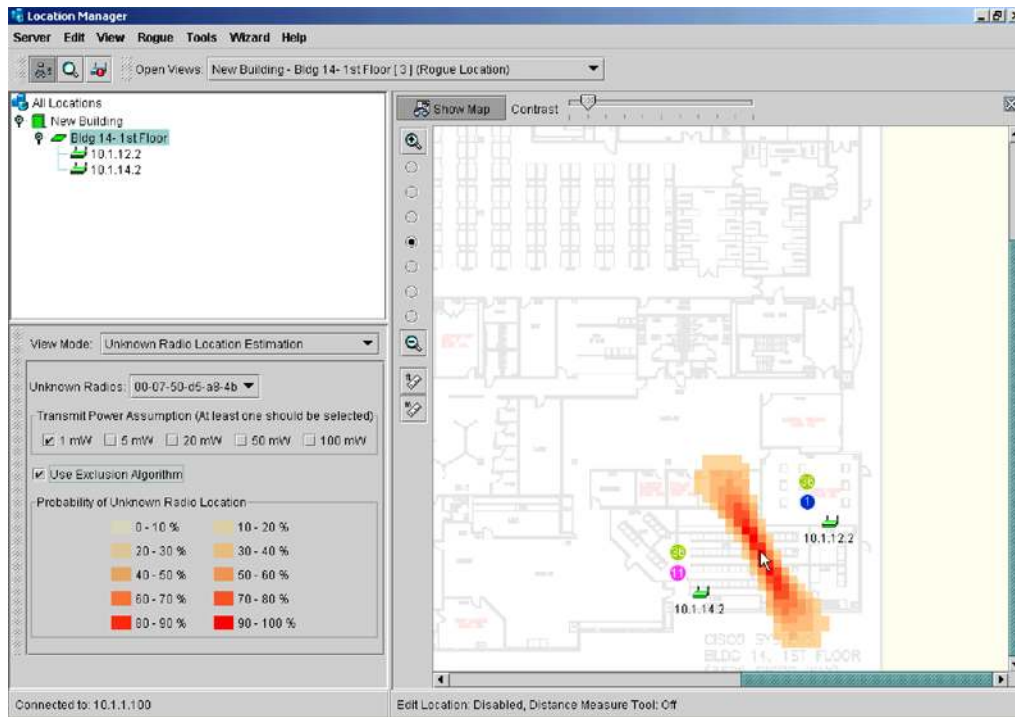 Location Manager
Server Edit View Rogue Tools Wizard Help
Open Views: New Building - Bldg 14- 1st Floor [ 3 ] (Rogue Location)
All Locations
New Building
Bldg 14- 1st Floor
10.1.12.2
10.1.14.2
Show Map Contrast
View Mode: Unknown Radio Location Estimation
Unknown Radios: 00-07-50-d5-a8-4b
Transmit Power Assumption (At least one should be selected)
1 mW 5 mW 20 mW 50 mW 100 mW
Use Exclusion Algorithm
Probability of Unknown Radio Location
0 - 10 % 10 - 20 %
20 - 30 % 30 - 40 %
40 - 50 % 50 - 60 %
60 - 70 % 70 - 80 %
80 - 90 % 90 - 100 %
1
10.1.12.2
11
10.1.14.2
BLDG 14, 1ST FLOOR
Connected to: 10.1.1.100
Edit Location: Disabled, Distance Measure Tool: Off